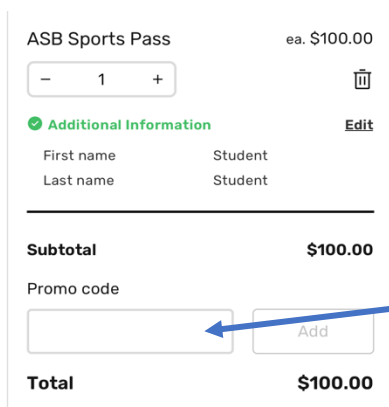 ASB Sports Pass ea. $100.00
- 1 +
Additional Information Edit
First name Student
Last name Student
Subtotal $100.00
Promo code
Add
Total $100.00